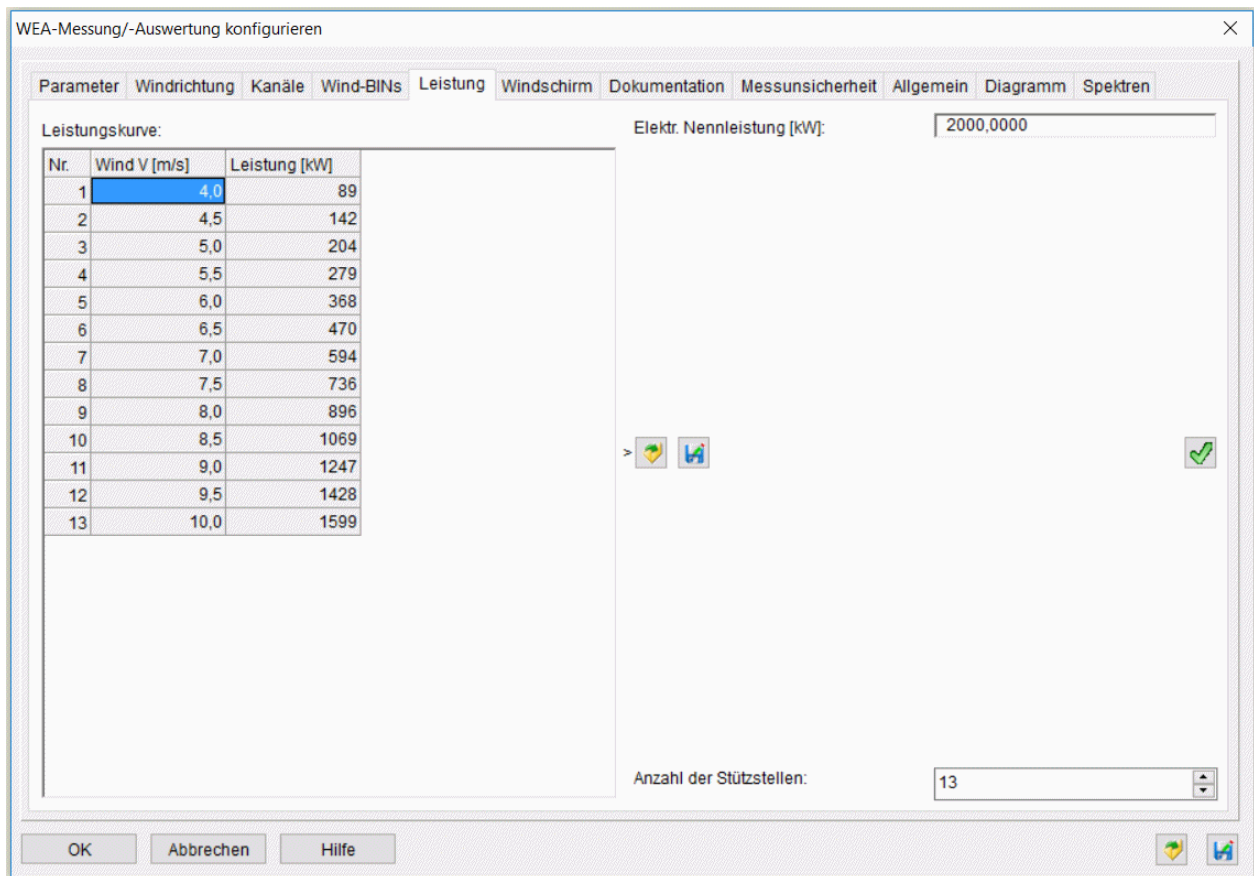 WEA-Messung/-Auswertung konfigurieren
Parameter Windrichtung Kanäle Wind-BINs Leistung Windschirm Dokumentation Messunsicherheit Allgemein Diagramm Spektren
Leistungskurve: Elektr. Nennleistung [kW]: 2000,0000
Nr. Wind V [m/s] Leistung [kW]
1 4,0 89
2 4,5 142
3 5,0 204
4 5,5 279
5 6,0 368
6 6,5 470
7 7,0 594
8 7,5 736
9 8,0 896
10 8,5 1069
>
11 9,0 1247
12 9,5 1428
13 10,0 1599
Anzahl der Stützstellen: 13
OK Abbrechen Hilfe